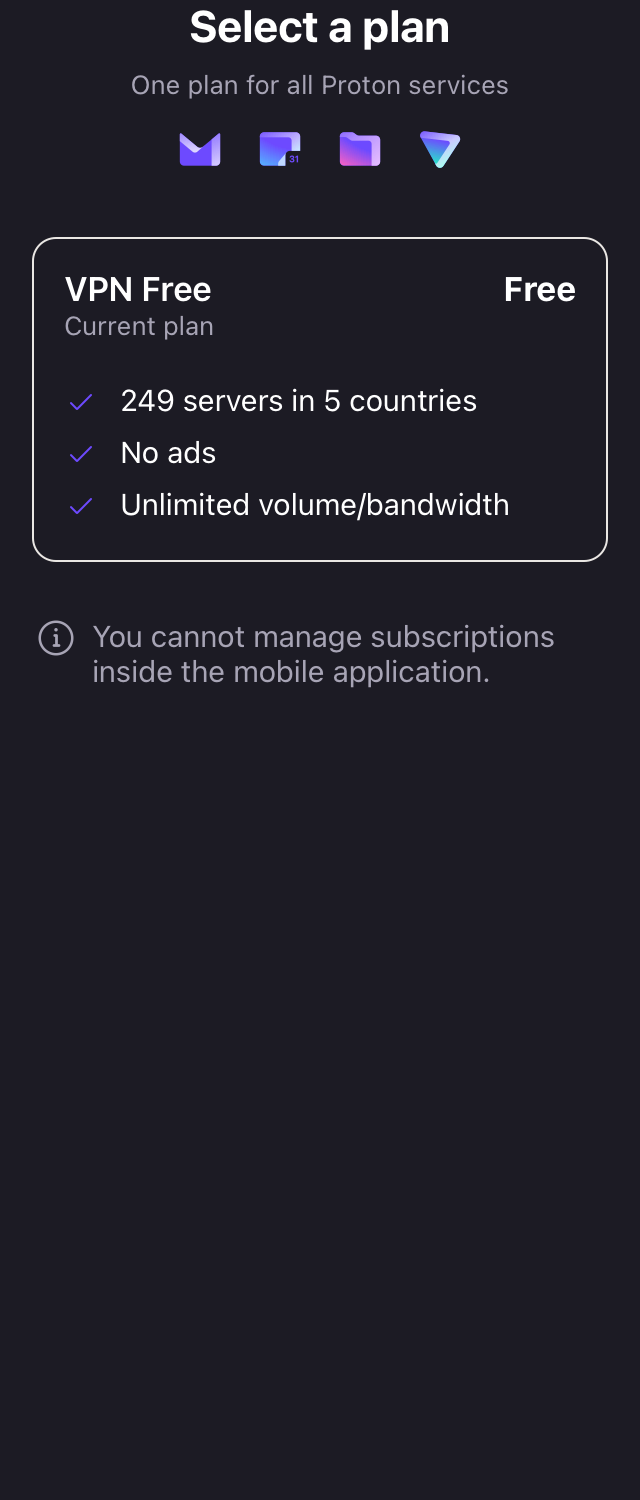 Select a plan
One plan for all Proton services
31
VPN Free
Free
Current plan
249 servers in 5 countries
No ads
Unlimited volume/bandwidth
You cannot manage subscriptions
inside the mobile application.